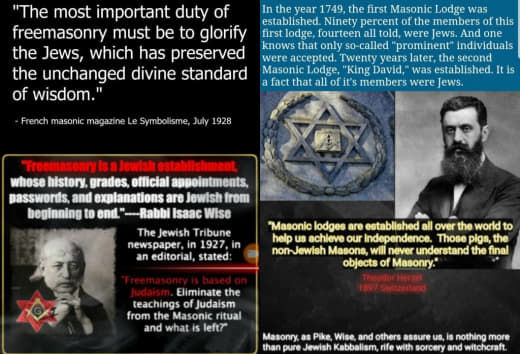 "The most important duty of
freemasonry must be to glorify
the Jews, which has preserved
the unchanged divine standard
of wisdom."
- French masonic magazine Le Symbolisme, July 1928
"Freemasonry is a Jewish establishment,
whose history, grades, official appointments,
passwords, and explanations are Jewish from
beginning to end."----Rabbi Isaac Wise
The Jewish Tribune
newspaper, in 1927, in
an editorial, stated:
"Freemasonry is based on
Judaism. Eliminate the
teachings of Judaism
from the Masonic ritual
and what is left?"
In the year 1749, the first Masonic Lodge was
established. Ninety percent of the members of this
first lodge, fourteen all told, were Jews. And one
knows that only so-called "prominent" individuals
were accepted. Twenty years later, the second
Masonic Lodge, "King David," was established. It is
a fact that all of it's members were Jews.
"Masonic lodges are established all over the world to
help us achieve our independence. Those pigs, the
non-Jewish Masons, will never understand the final
objects of Masonry."
Theodor Herzel
1897 Switzerland
Masonry, as Pike, Wise, and others assure us, is nothing more
than pure Jewish Kabbalism, rife with sorcery and witchcraft.